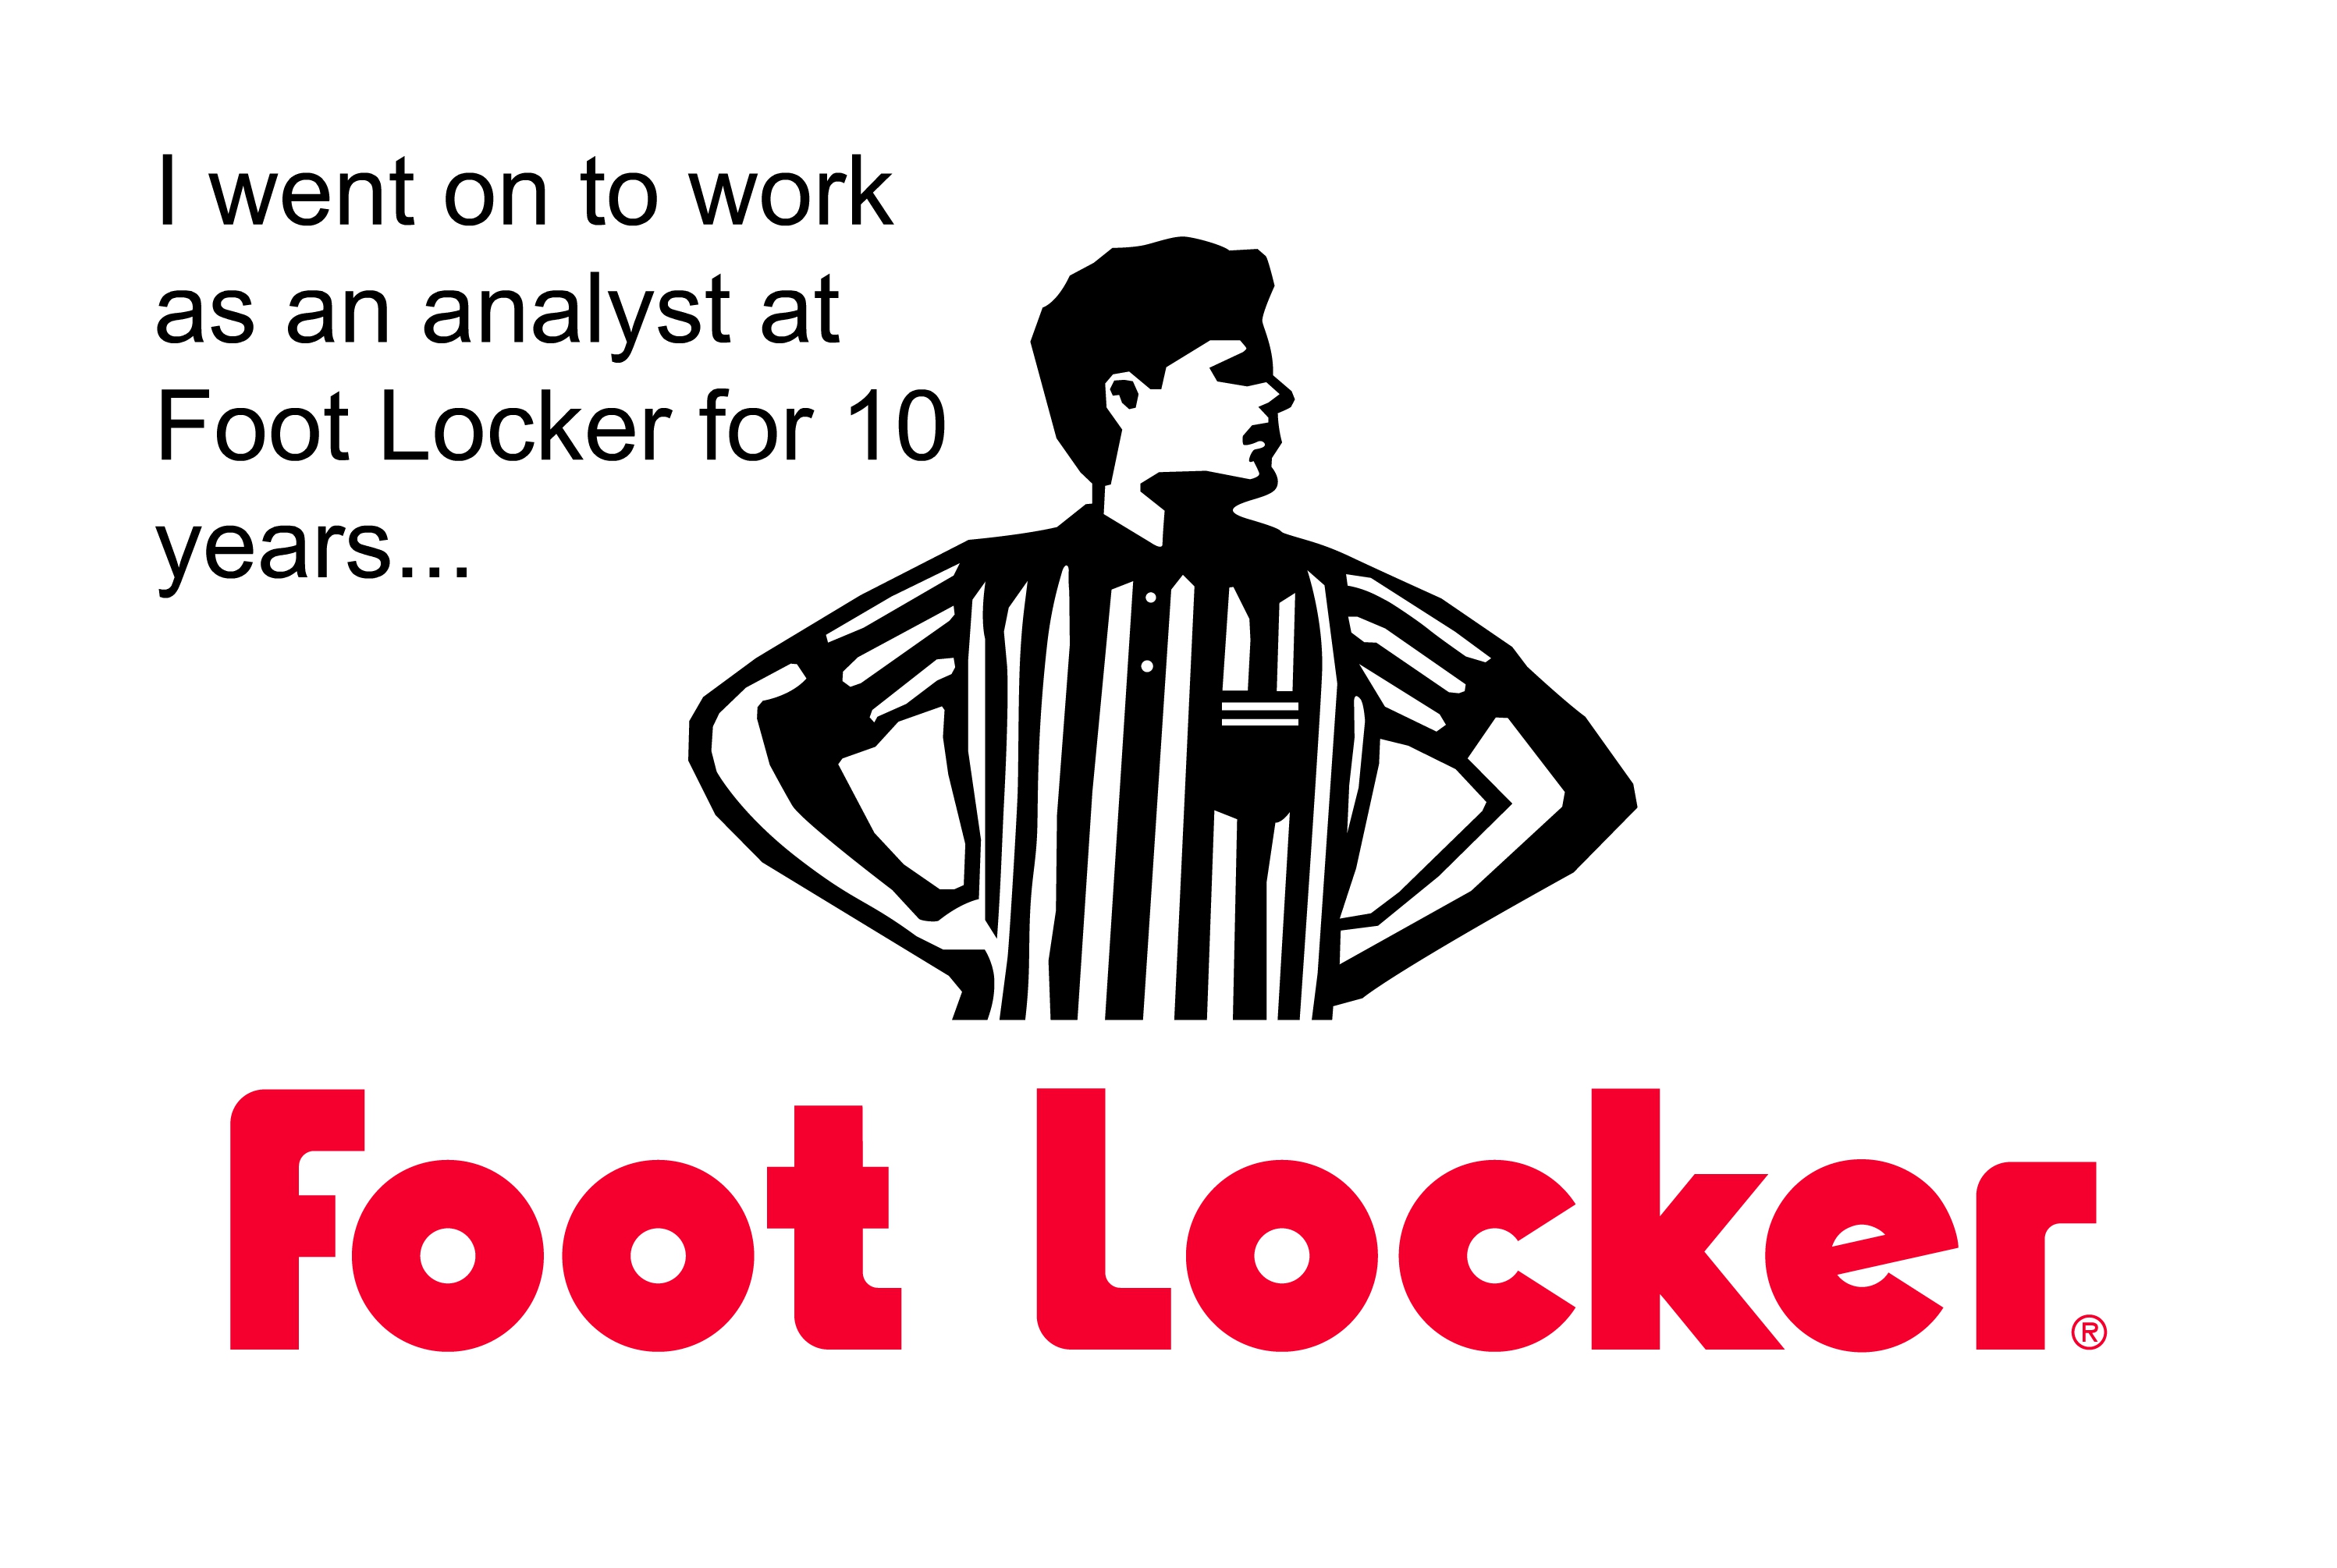 I went on to work
as an analyst at
Foot Locker for 10
years...
Foot Locker®